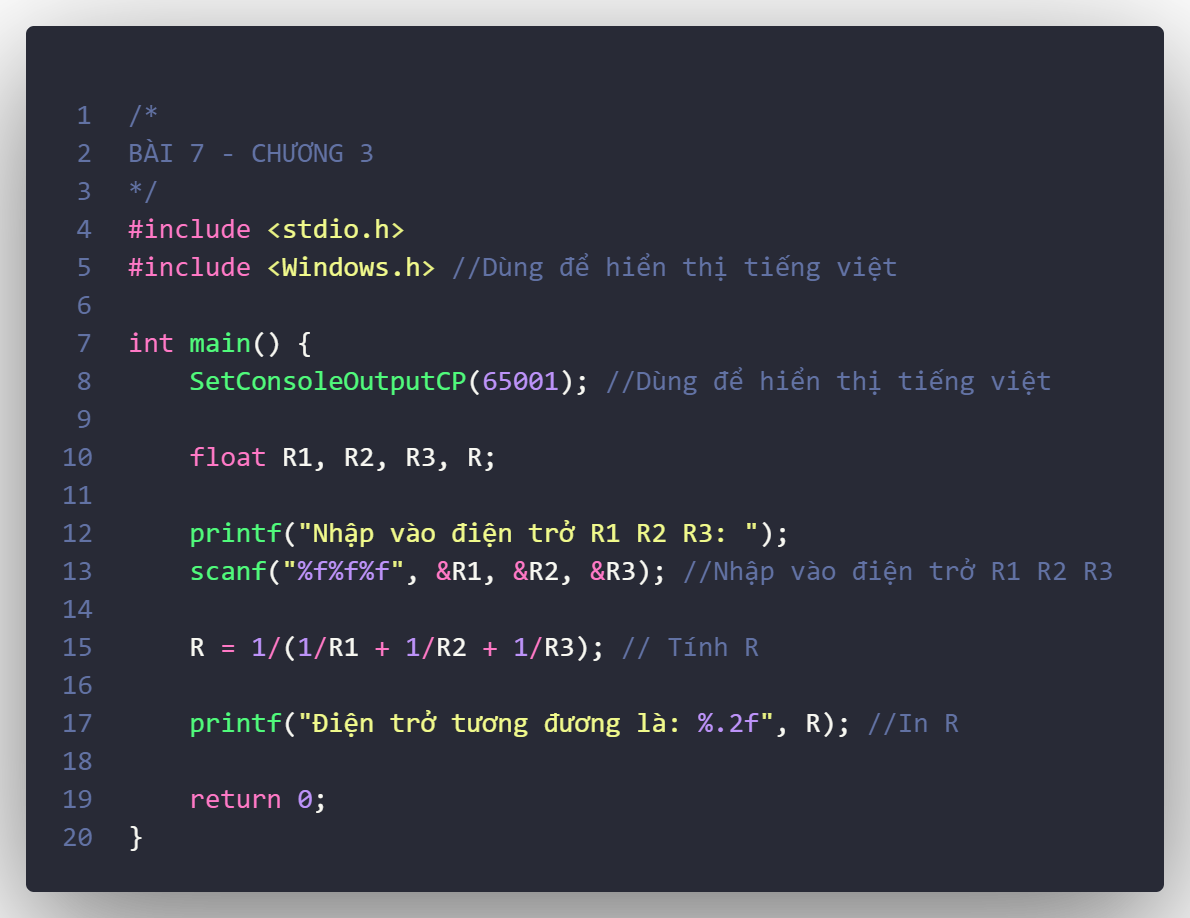 1 /*
2 BÀI 7 - CHƯƠNG 3
3 */
4 #include <stdio.h>
5 #include <Windows.h> //Dùng để hiển thị tiếng việt
6
7 int main() {
8     SetConsoleOutputCP(65001); //Dùng để hiển thị tiếng việt
9
10     float R1, R2, R3, R;
11
12     printf("Nhập vào điện trở R1 R2 R3: ");
13     scanf("%f%f%f", &R1, &R2, &R3); //Nhập vào điện trở R1 R2 R3
14
15     R = 1/(1/R1 + 1/R2 + 1/R3); // Tính R
16
17     printf("Điện trở tương đương là: %.2f", R); //In R
18
19     return 0;
20 }